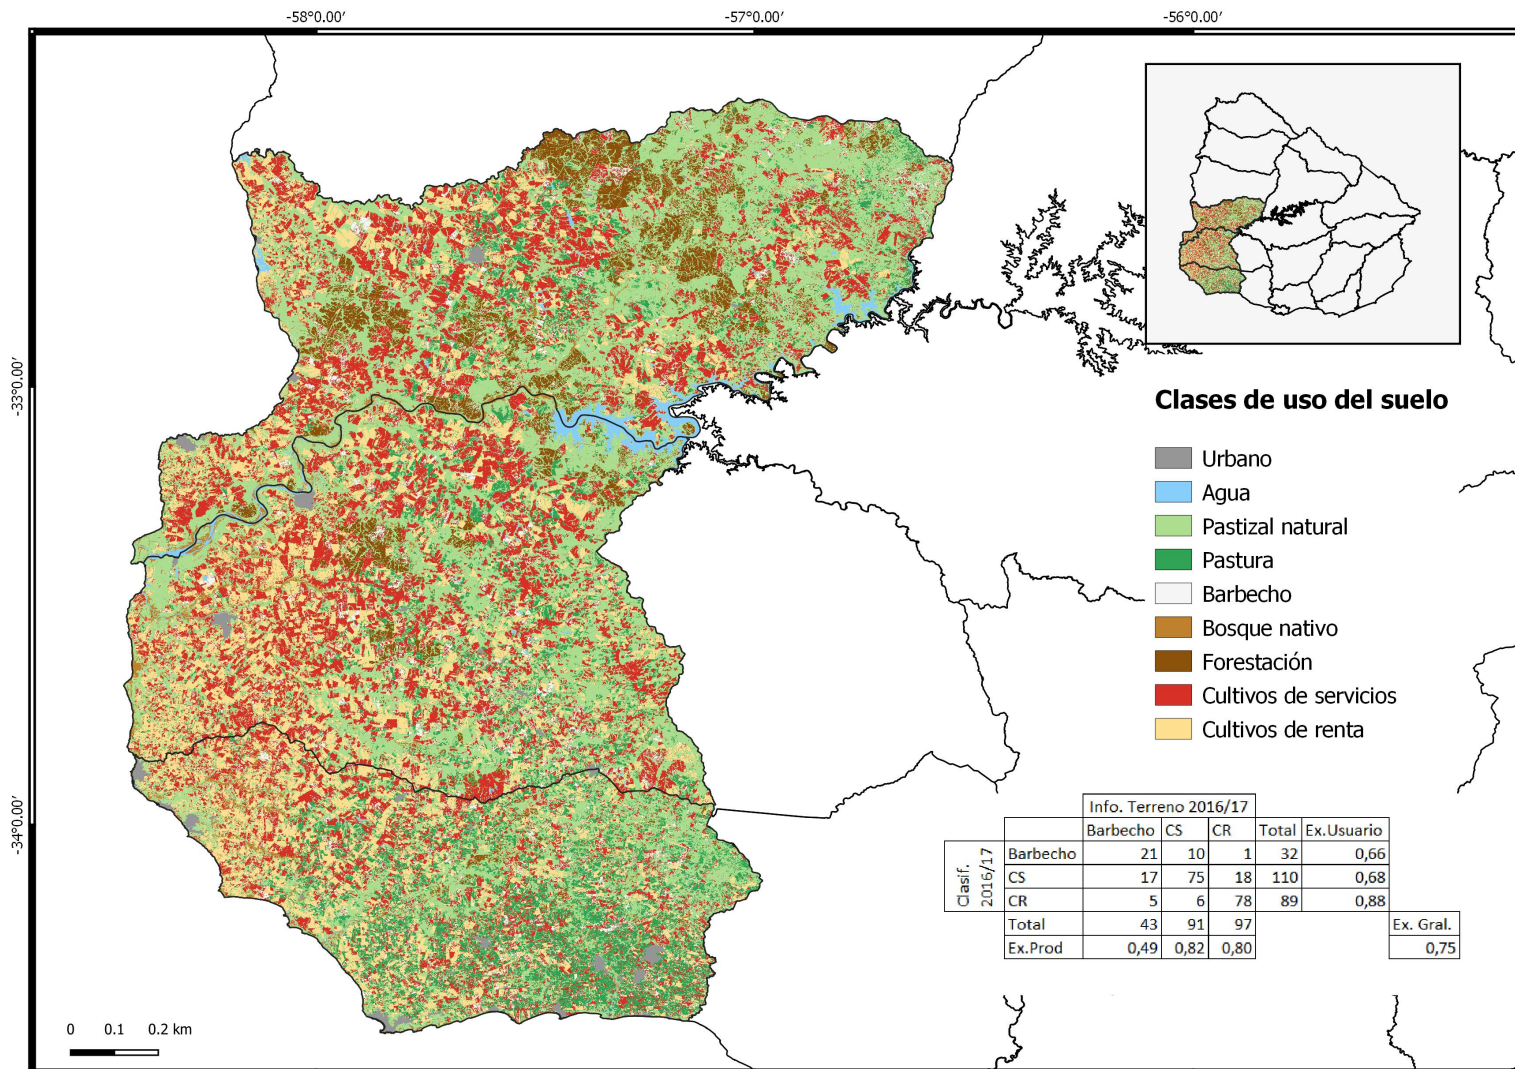 -58°0.00′ -57°0.00′ -56°0.00′
-33°0.00′
-34°0.00′
Clases de uso del suelo
Urbano
Agua
Pastizal natural
Pastura
Barbecho
Bosque nativo
Forestación
Cultivos de servicios
Cultivos de renta
Info. Terreno 2016/17
Barbecho CS CR Total Ex.Usuario
Clasif.
2016/17
Barbecho 21 10 1 32 0,66
CS 17 75 18 110 0,68
CR 5 6 78 89 0,88
Total 43 91 97 Ex. Gral.
Ex.Prod 0,49 0,82 0,80 0,75
0 0.1 0.2 km